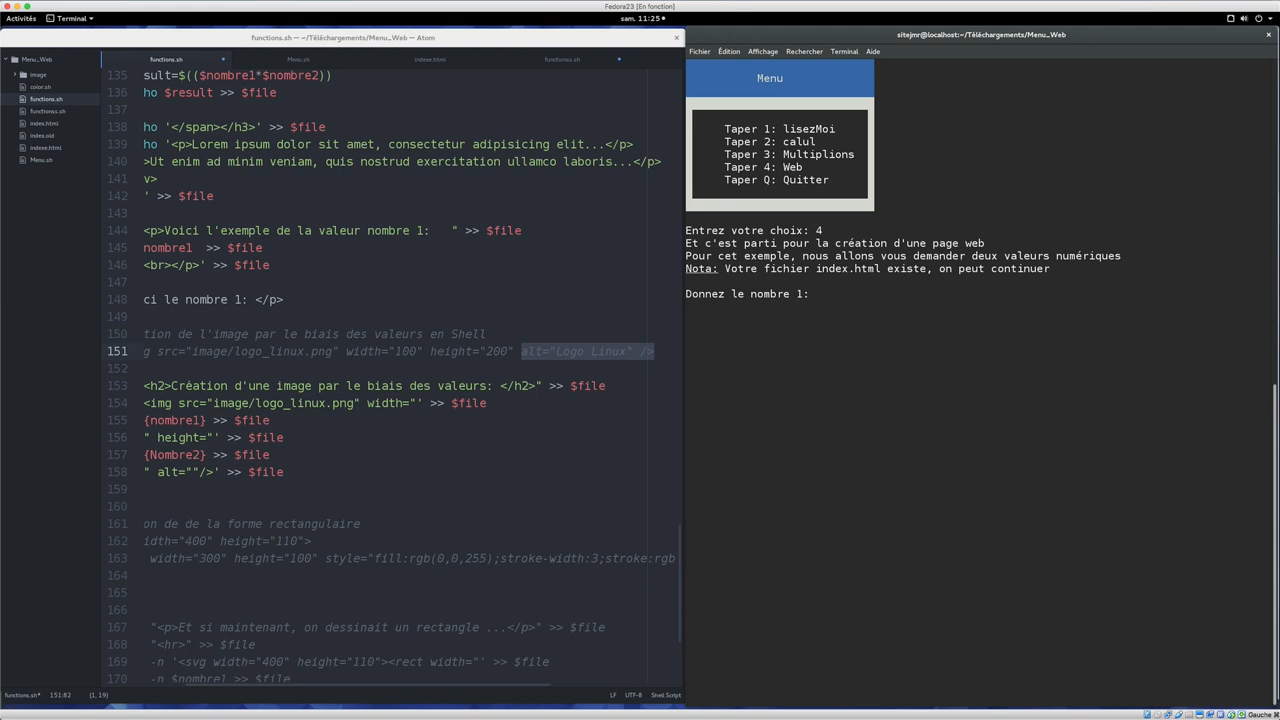 Fedora23 [En fonction]
Activités
Terminal
sam. 11:25
functions.sh — ~/Téléchargements/Menu_Web — Atom
Menu_Web
image
color.sh
functions.sh
functionss.sh
index.html
index.old
indexe.html
Menu.sh
functions.sh
Menu.sh
indexe.html
functionss.sh
135 sult=$(($nombre1*$nombre2))
136 ho $result >> $file
137
138 ho '</span></h3>' >> $file
139 ho '<p>Lorem ipsum dolor sit amet, consectetur adipisicing elit...</p>
140 >Ut enim ad minim veniam, quis nostrud exercitation ullamco laboris...</p>
141 v>
142 ' >> $file
143
144 <p>Voici l'exemple de la valeur nombre 1:   " >> $file
145 nombre1  >> $file
146 <br></p>' >> $file
147
148 ci le nombre 1: </p>
149
150 tion de l'image par le biais des valeurs en Shell
151 g src="image/logo_linux.png" width="100" height="200" alt="Logo Linux" />
152
153 <h2>Création d'une image par le biais des valeurs: </h2>" >> $file
154 <img src="image/logo_linux.png" width="' >> $file
155 {nombre1} >> $file
156 " height="' >> $file
157 {Nombre2} >> $file
158 " alt=""/>' >> $file
159
160
161 on de de la forme rectangulaire
162 idth="400" height="110">
163  width="300" height="100" style="fill:rgb(0,0,255);stroke-width:3;stroke:rgb
164
165
166
167  "<p>Et si maintenant, on dessinait un rectangle ...</p>" >> $file
168  "<hr>" >> $file
169  -n '<svg width="400" height="110"><rect width="' >> $file
170  -n $nombre1 >> $file
functions.sh*
151:82
(1, 19)
LF
UTF-8
Shell Script
sitejmr@localhost:~/Téléchargements/Menu_Web
Fichier Édition Affichage Rechercher Terminal Aide
Menu
Taper 1: lisezMoi
Taper 2: calul
Taper 3: Multiplions
Taper 4: Web
Taper Q: Quitter
Entrez votre choix: 4
Et c'est parti pour la création d'une page web
Pour cet exemple, nous allons vous demander deux valeurs numériques
Nota: Votre fichier index.html existe, on peut continuer
Donnez le nombre 1:
Gauche ⌘